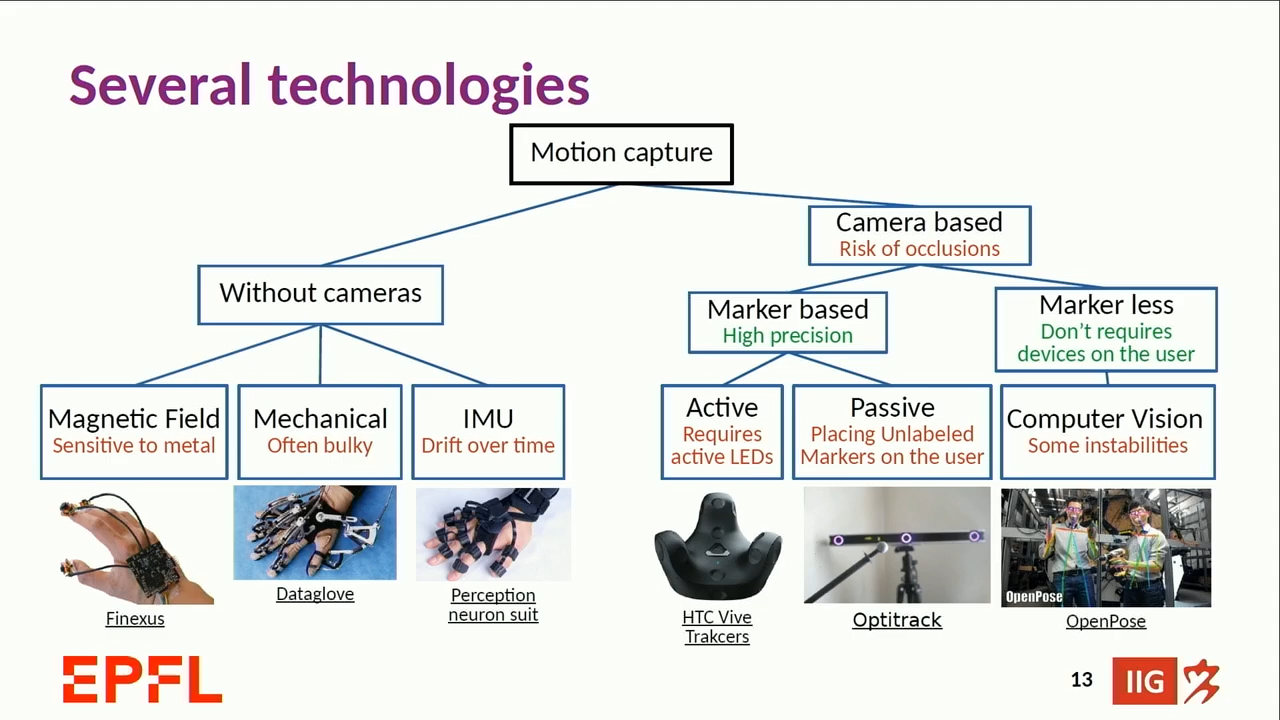 Several technologies
Motion capture
Camera based
Risk of occlusions
Without cameras
Marker based
High precision
Marker less
Don’t requires
devices on the user
Magnetic Field
Sensitive to metal
Mechanical
Often bulky
IMU
Drift over time
Active
Requires
active LEDs
Passive
Placing Unlabeled
Markers on the user
Computer Vision
Some instabilities
OpenPose
Finexus
Dataglove
Perception
neuron suit
HTC Vive
Trakcers
Optitrack
OpenPose
EPFL
13
IIG